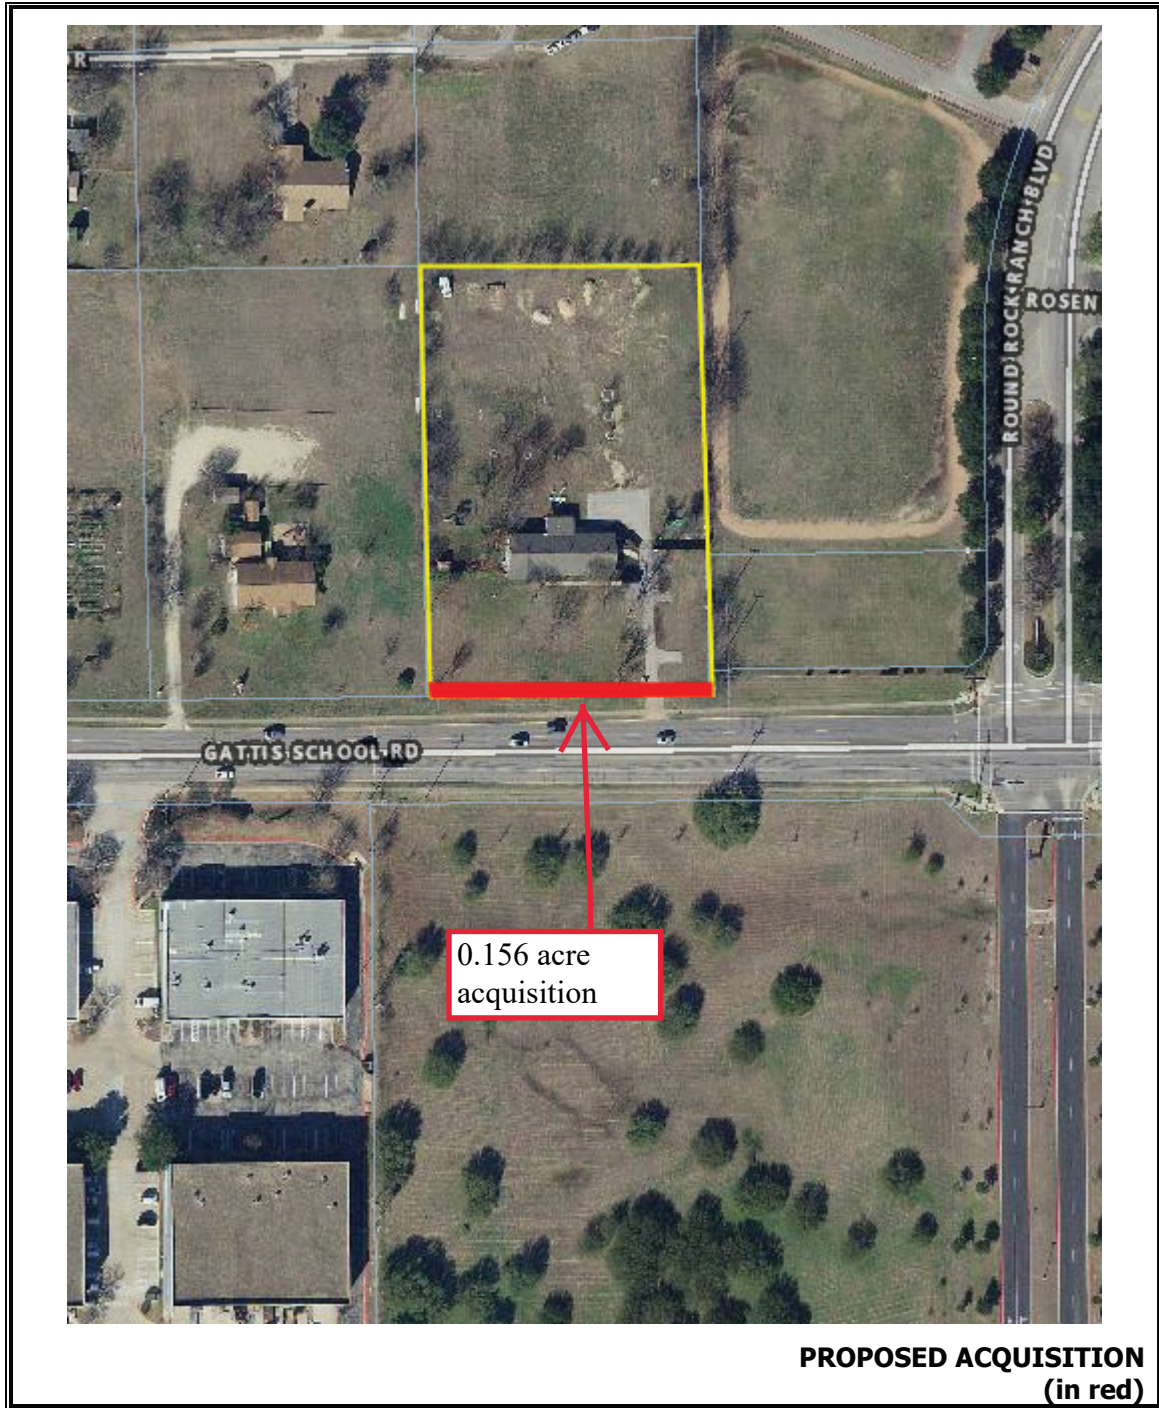 R
ROUND ROCK RANCH BLVD
ROSEN
GATTIS SCHOOL RD
0.156 acre
acquisition
PROPOSED ACQUISITION
(in red)